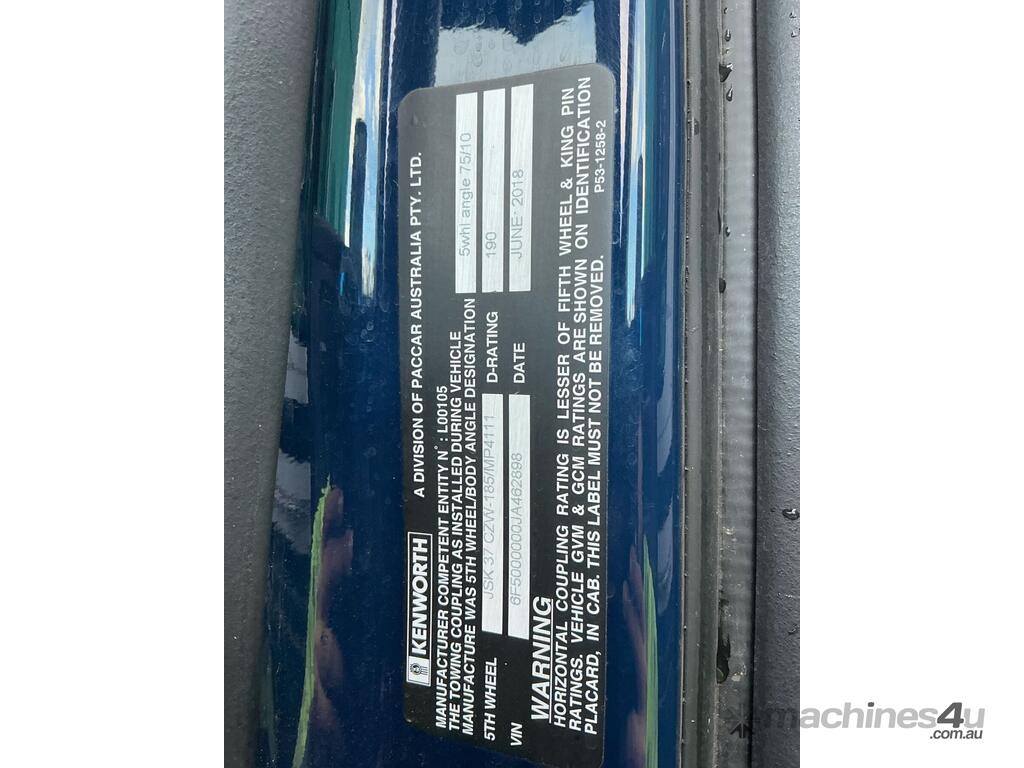 KENWORTH A DIVISION OF PACCAR AUSTRALIA PTY. LTD.
MANUFACTURER COMPETENT ENTITY N° : L00105
THE TOWING COUPLING AS INSTALLED DURING VEHICLE
MANUFACTURE WAS 5TH WHEEL/BODY ANGLE DESIGNATION 5whl angle 75/10
5TH WHEEL JSK 37 CZW-185/MP4111 D-RATING 190
VIN 6F5000000JA462898 DATE JUNE 2018
WARNING
HORIZONTAL COUPLING RATING IS LESSER OF FIFTH WHEEL & KING PIN
RATINGS. VEHICLE GVM & GCM RATINGS ARE SHOWN ON IDENTIFICATION
PLACARD, IN CAB. THIS LABEL MUST NOT BE REMOVED. P53-1258-2
machines4u
.com.au